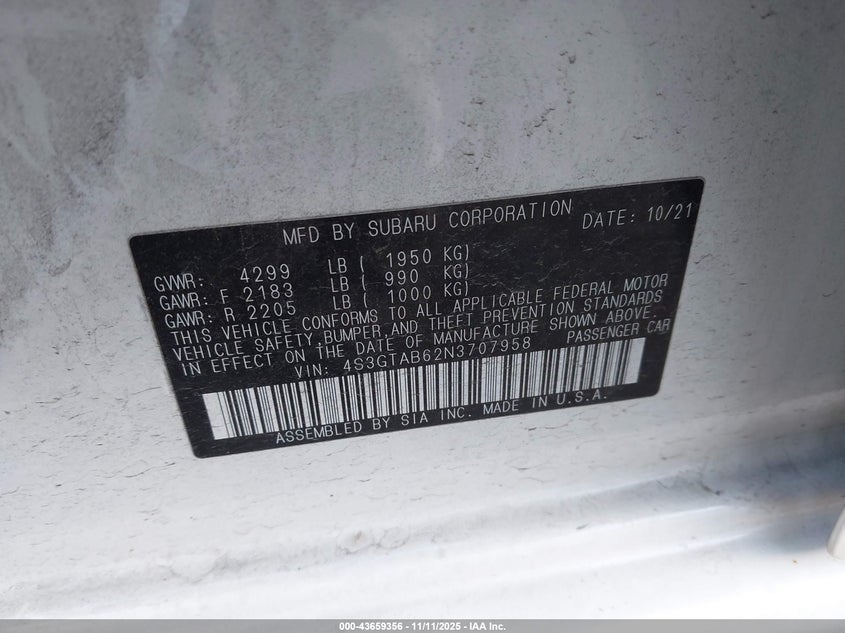 MFD BY SUBARU CORPORATION DATE: 10/21
GVWR: 4299 LB ( 1950 KG)
GAWR: F 2183 LB ( 990 KG)
GAWR: R 2205 LB ( 1000 KG)
THIS VEHICLE CONFORMS TO ALL APPLICABLE FEDERAL MOTOR
VEHICLE SAFETY,BUMPER,AND THEFT PREVENTION STANDARDS
IN EFFECT ON THE DATE OF MANUFACTURE SHOWN ABOVE.
VIN: 4S3GTAB62N3707958 PASSENGER CAR
ASSEMBLED BY SIA INC. MADE IN U.S.A.
000-43659356 - 11/11/2025 - IAA Inc.